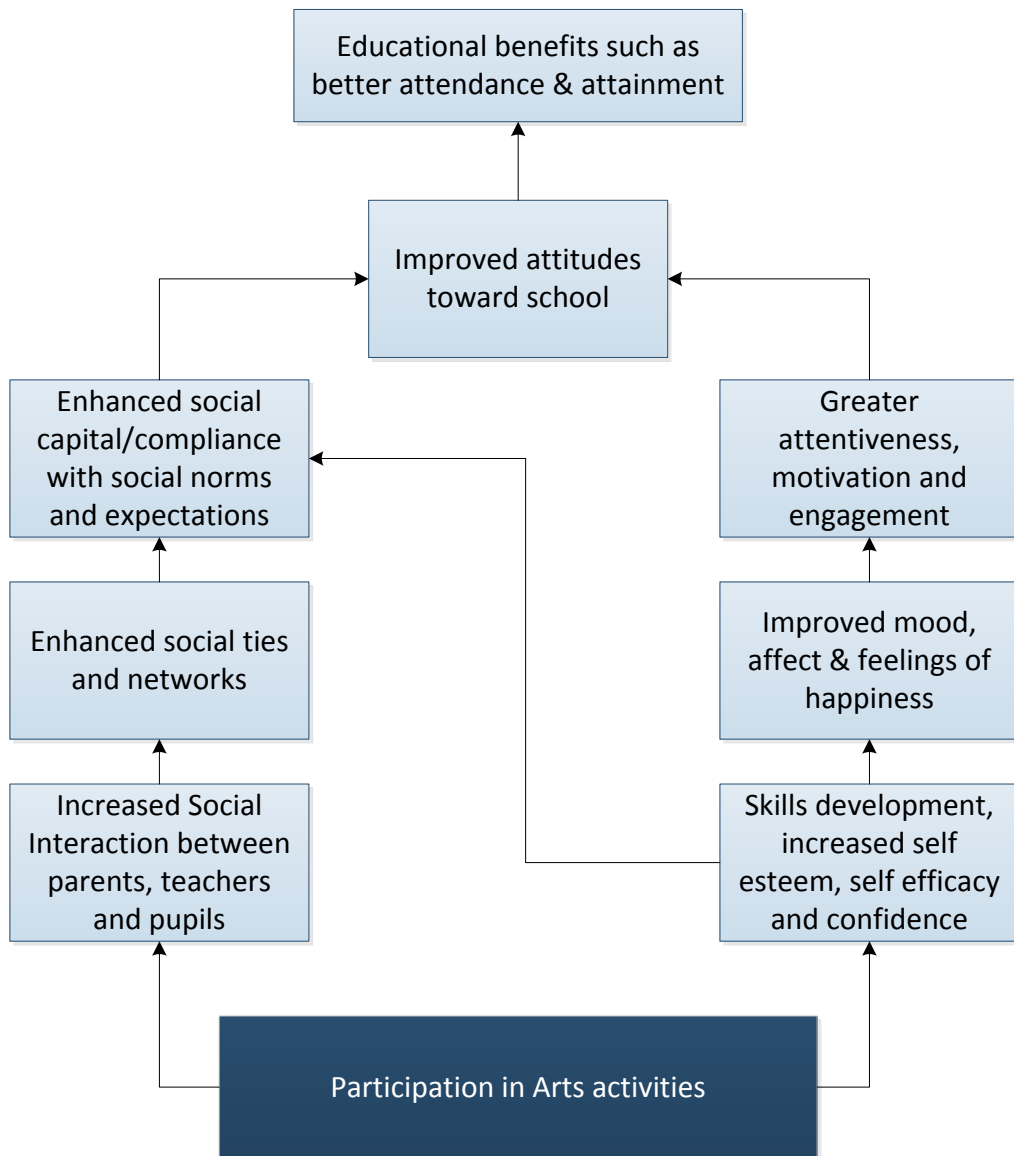 Educational benefits such as
better attendance & attainment
Improved attitudes
toward school
Enhanced social
capital/compliance
with social norms
and expectations
Greater
attentiveness,
motivation and
engagement
Enhanced social ties
and networks
Improved mood,
affect & feelings of
happiness
Increased Social
Interaction between
parents, teachers
and pupils
Skills development,
increased self
esteem, self efficacy
and confidence
Participation in Arts activities